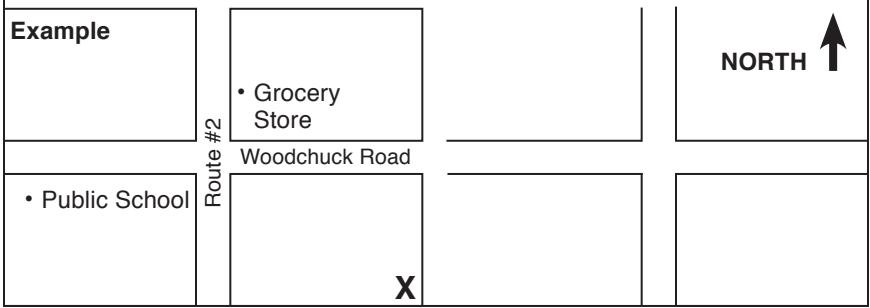 Example
NORTH
• Grocery
Store
Route #2
Woodchuck Road
• Public School
X